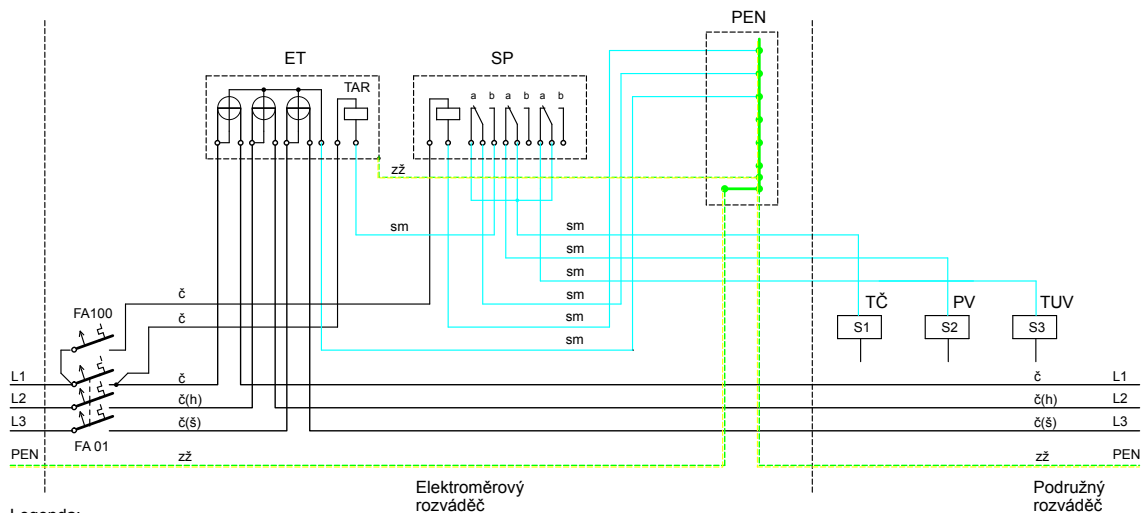 PEN
ET
SP
TAR
a b a b a b
zž
sm
sm
sm
sm
sm
sm
sm
č
č
FA100
TČ
PV
TUV
S1
S2
S3
L1
č
č
L1
L2
č(h)
č(h)
L2
L3
č(š)
č(š)
L3
FA 01
PEN
zž
zž
PEN
Elektroměrový
rozváděč
Podružný
rozváděč